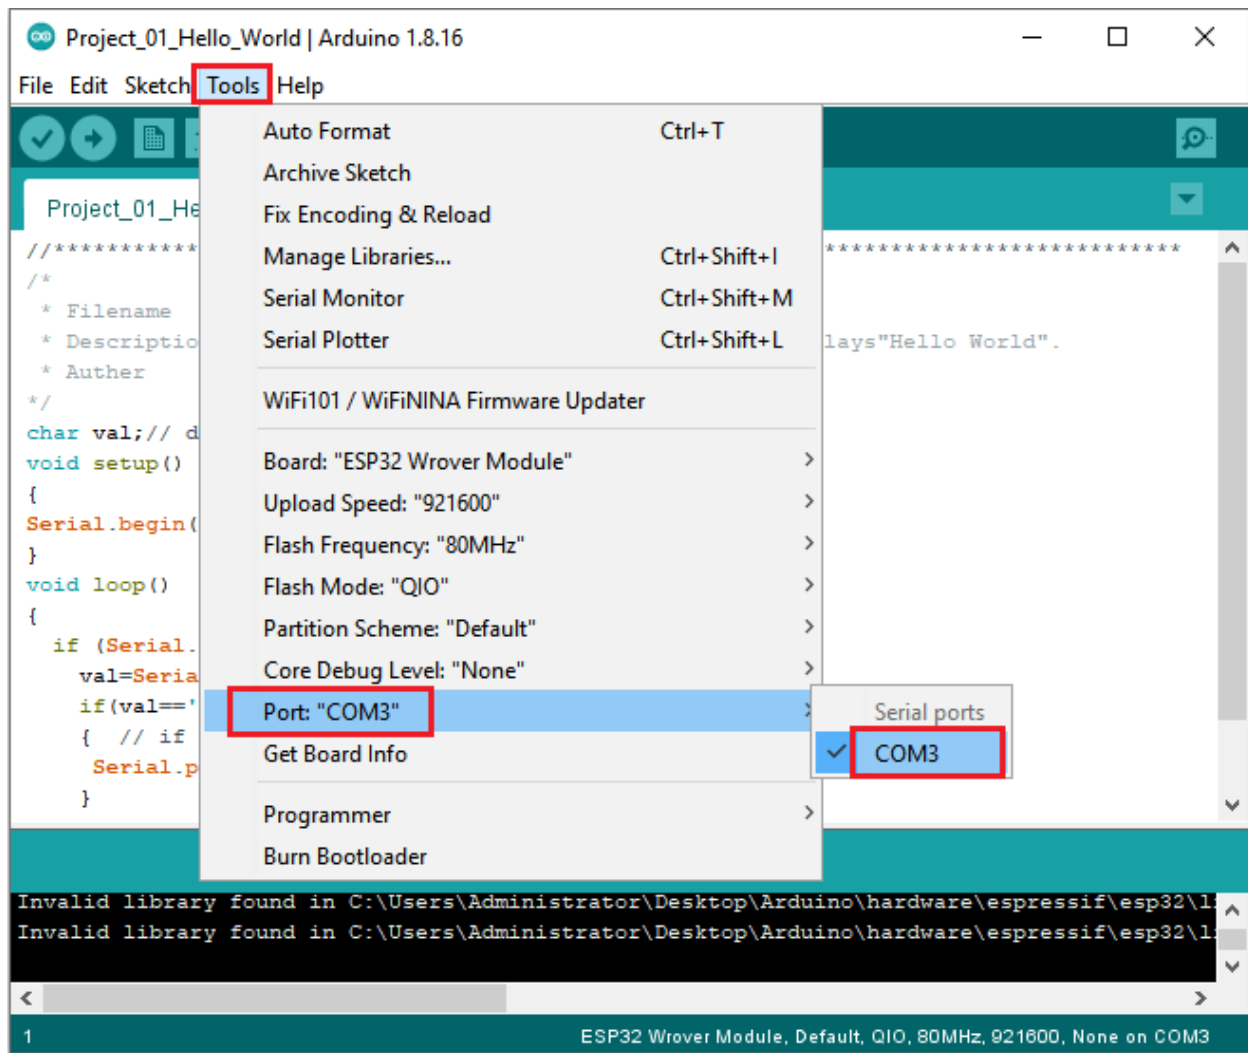 Project_01_Hello_World | Arduino 1.8.16
File Edit Sketch Tools Help
Auto Format Ctrl+T
Archive Sketch
Fix Encoding & Reload
Manage Libraries... Ctrl+Shift+I
Serial Monitor Ctrl+Shift+M
Serial Plotter Ctrl+Shift+L
WiFi101 / WiFiNINA Firmware Updater
Board: "ESP32 Wrover Module"
Upload Speed: "921600"
Flash Frequency: "80MHz"
Flash Mode: "QIO"
Partition Scheme: "Default"
Core Debug Level: "None"
Port: "COM3"
Get Board Info
Programmer
Burn Bootloader
Serial ports
COM3
Project_01_He
//*********** ***************************
/*
* Filename
* Descriptio lays"Hello World".
* Auther
*/
char val;// d
void setup()
{
Serial.begin(
}
void loop()
{
if (Serial.
val=Seria
if(val=='
{ // if
Serial.p
}
Invalid library found in C:\Users\Administrator\Desktop\Arduino\hardware\espressif\esp32\l
Invalid library found in C:\Users\Administrator\Desktop\Arduino\hardware\espressif\esp32\l
1 ESP32 Wrover Module, Default, QIO, 80MHz, 921600, None on COM3